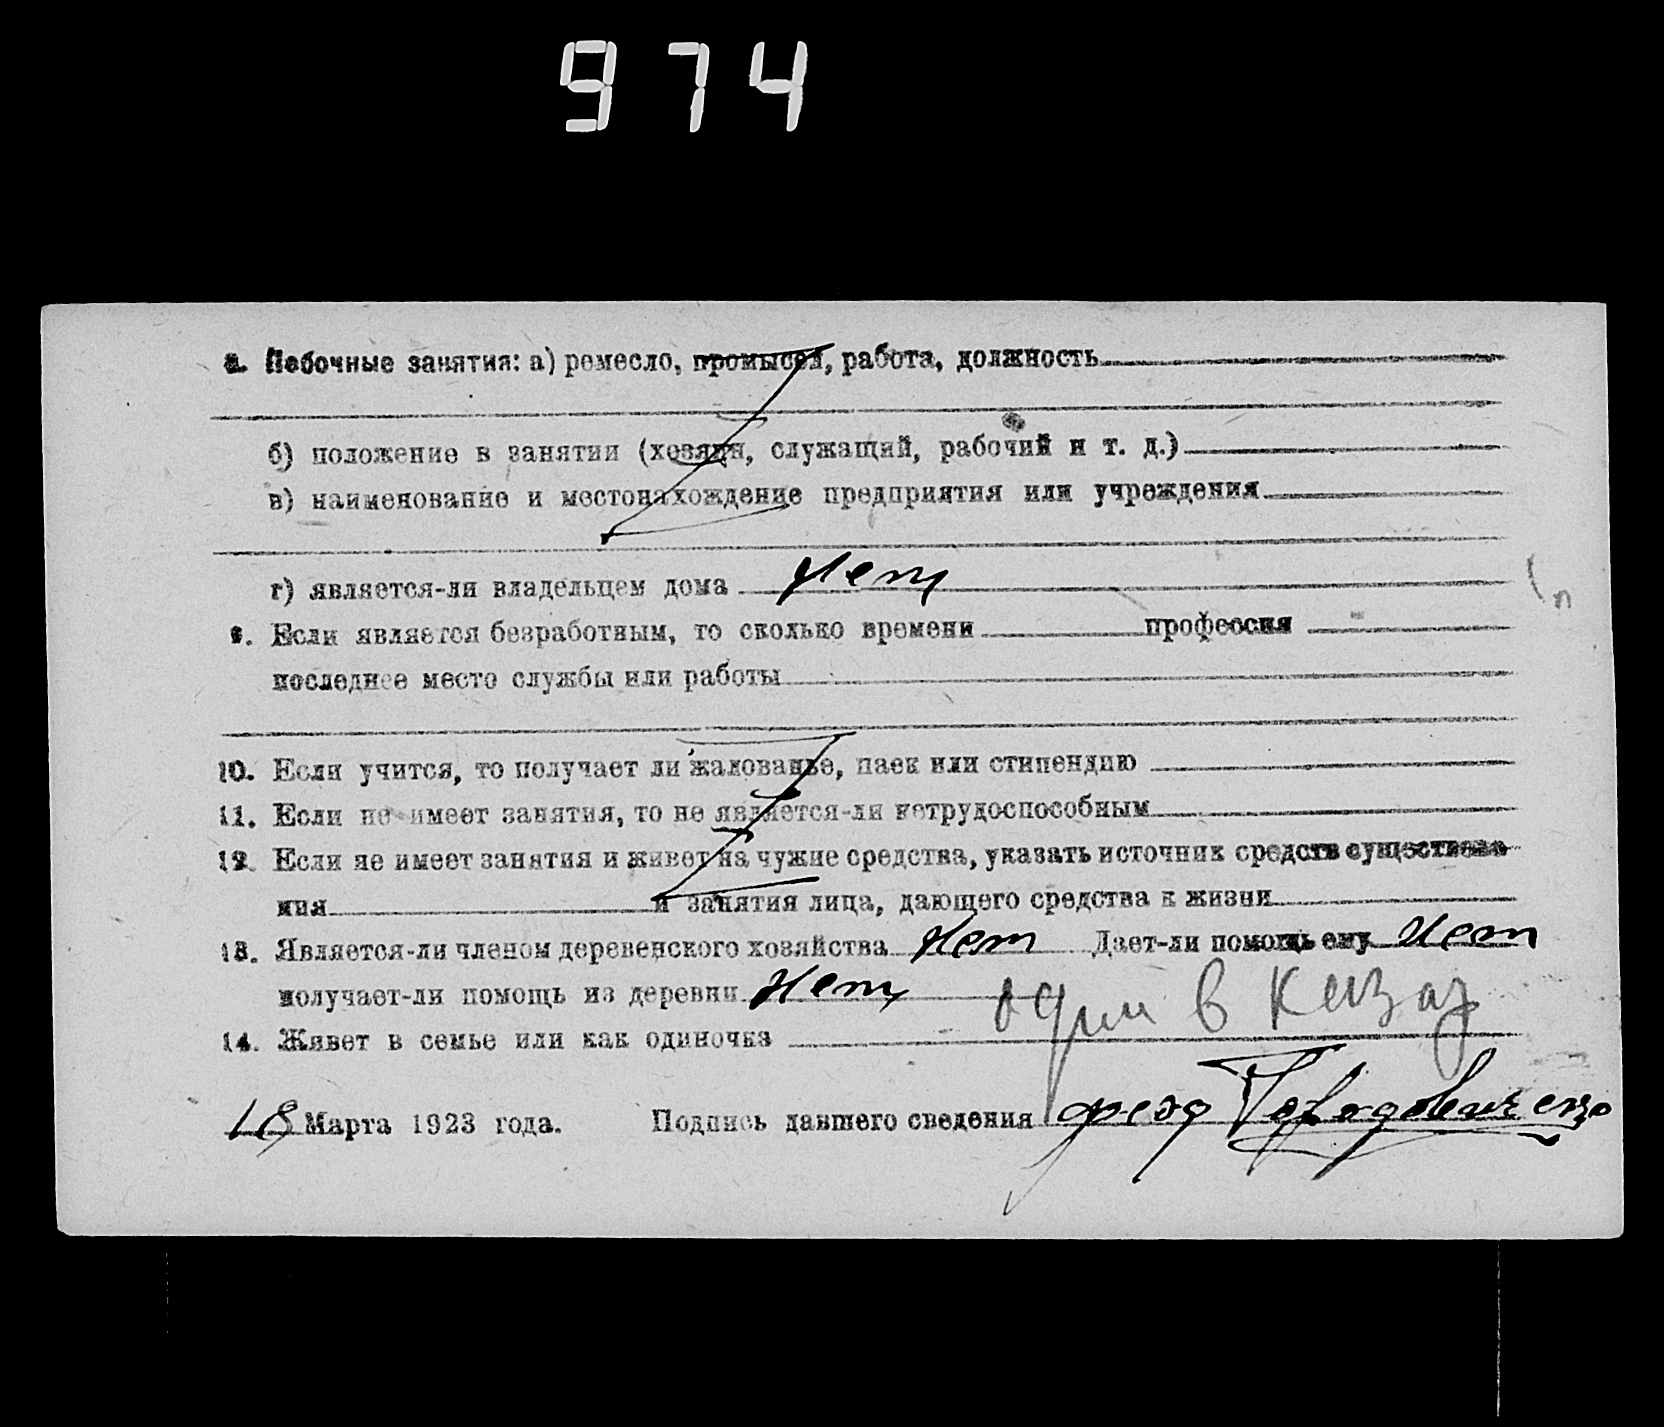 974
8. Побочные занятия: а) ремесло, промысел, работа, должность
б) положение в занятии (хозяин, служащий, рабочий и т. д.)
в) наименование и местонахождение предприятия или учреждения
г) является-ли владельцем дома Нет
9. Если является безработным, то сколько времени профессия
последнее место службы или работы
10. Если учится, то получает ли жалованье, паек или стипендию
11. Если не имеет занятия, то не является-ли нетрудоспособным
12. Если не имеет занятия и живет на чужие средства, указать источник средств существова
ния и занятия лица, дающего средства к жизни
13. Является-ли членом деревенского хозяйства Нет Дает-ли помощь ему Нет
получает-ли помощь из деревни Нет
14. Живет в семье или как одиночка один в
18 Марта 1923 года. Подпись давшего сведения